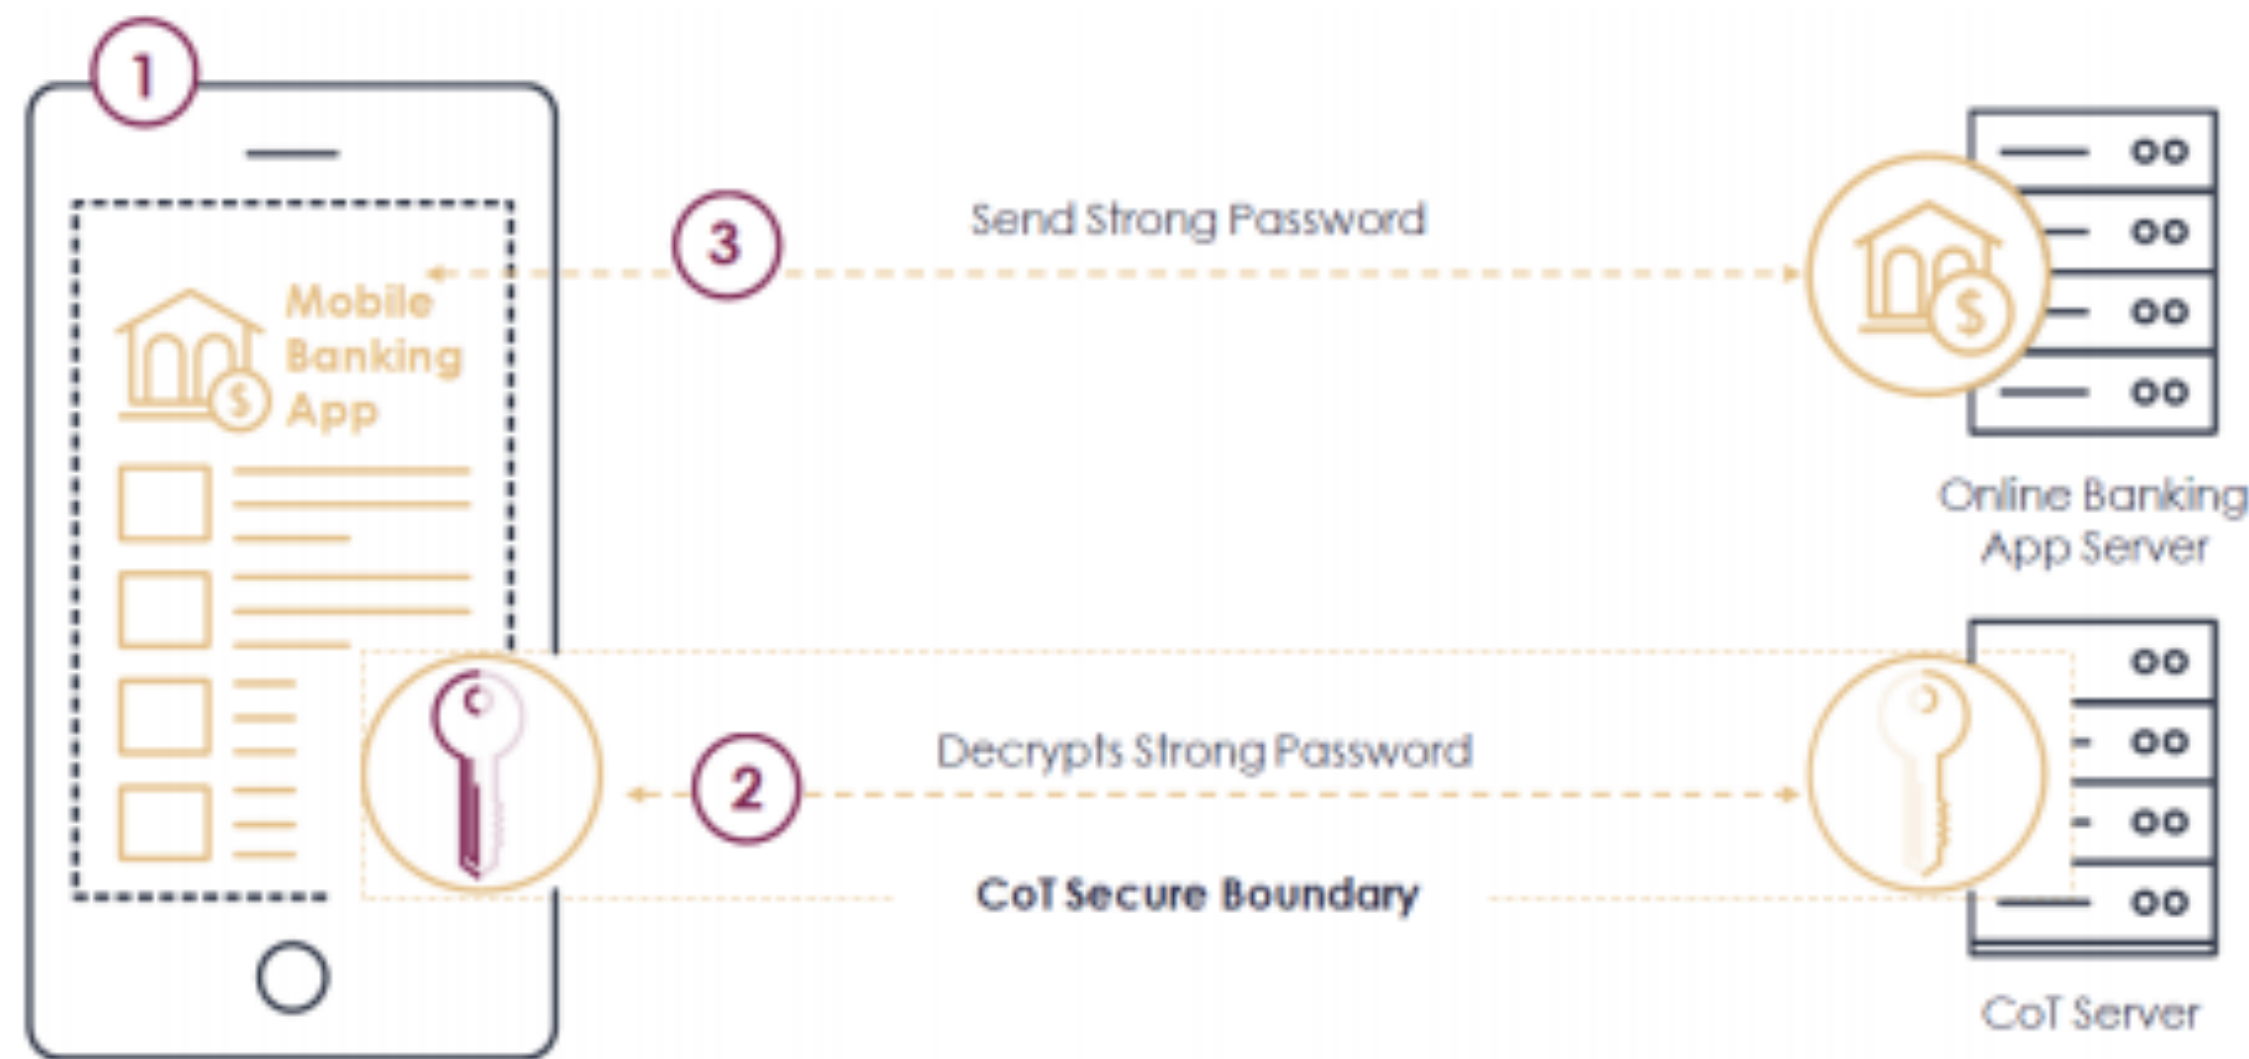 1
3
Send Strong Password
Mobile
Banking
App
$
$
Online Banking
App Server
Decrypts Strong Password
2
CoT Secure Boundary
CoT Server